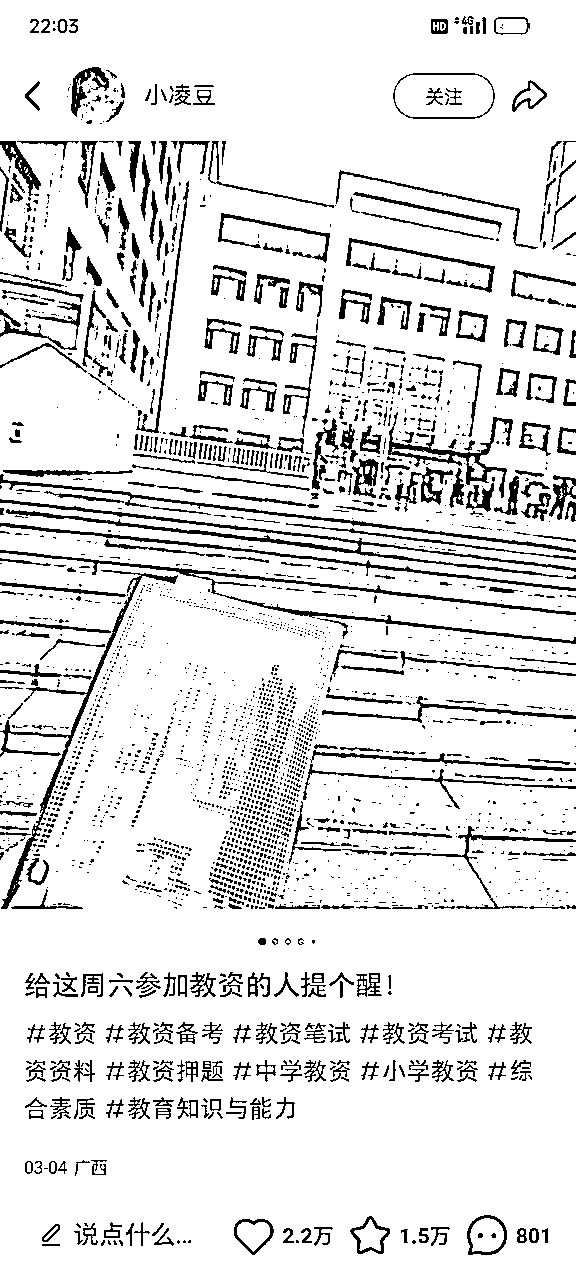 22:03
HD 4G
小凌豆
关注
给这周六参加教资的人提个醒！
#教资 #教资备考 #教资笔试 #教资考试 #教
资资料 #教资押题 #中学教资 #小学教资 #综
合素质 #教育知识与能力
03-04 广西
说点什么... 2.2万 1.5万 801